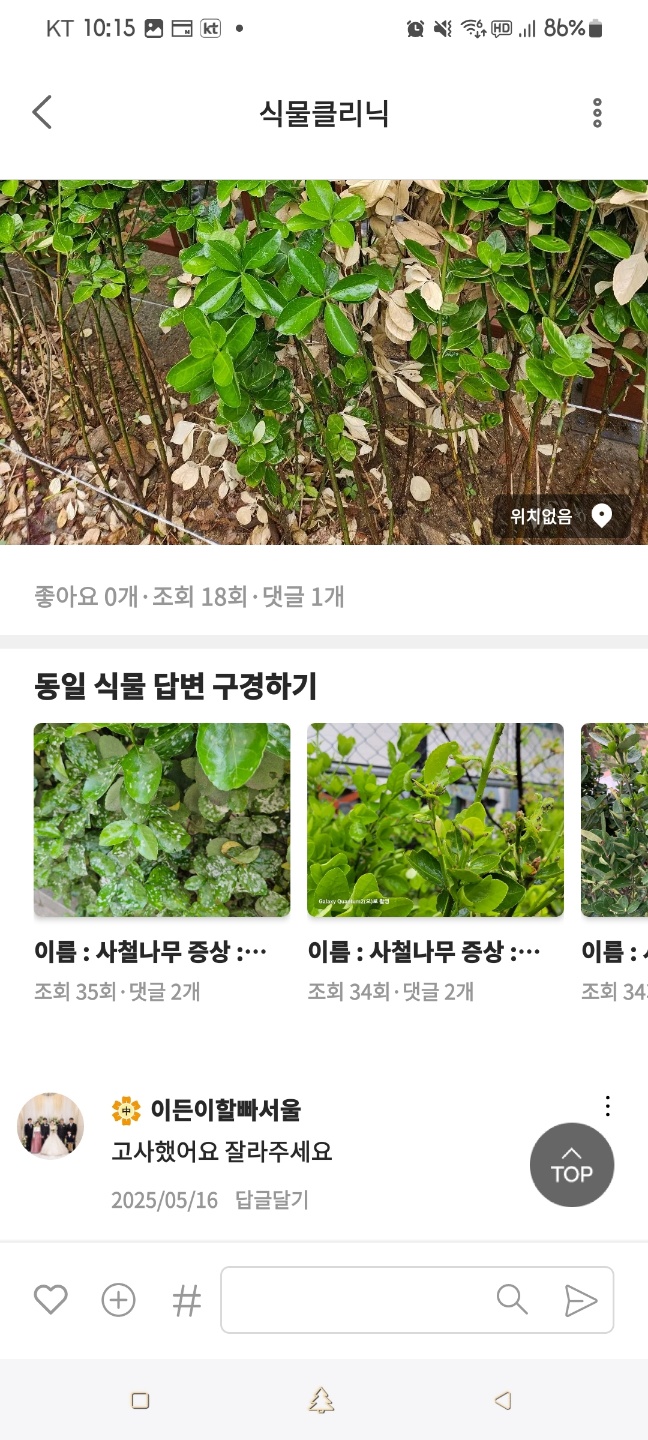 KT 10:15 kt HD 86%
식물클리닉
위치없음
좋아요 0개·조회 18회·댓글 1개
동일 식물 답변 구경하기
Galaxy Quantum2(으)로 촬영
이름 : 사철나무 증상 :··· 이름 : 사철나무 증상 :··· 이름 :
조회 35회·댓글 2개 조회 34회·댓글 2개 조회 34
中 이든이할빠서울
고사했어요 잘라주세요
TOP
2025/05/16 답글달기
#